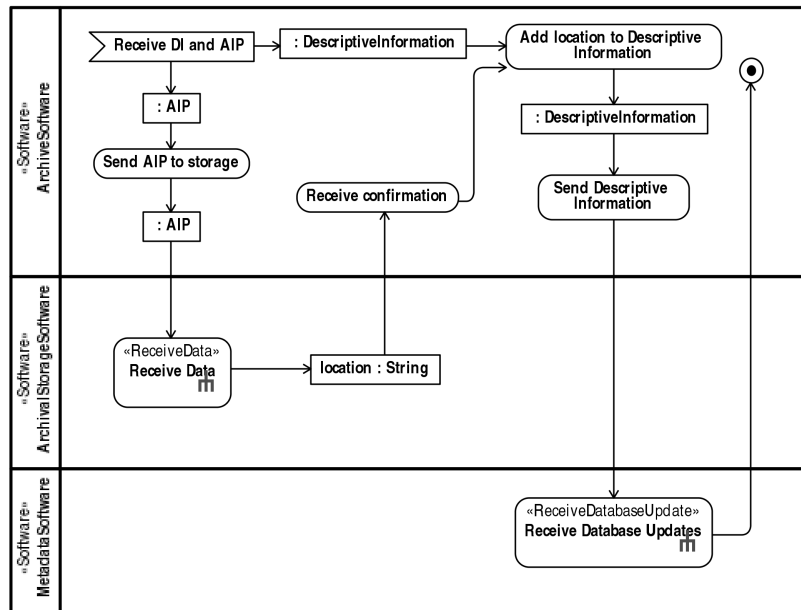 «Software»
ArchiveSoftware
Receive DI and AIP
: DescriptiveInformation
Add location to Descriptive
Information
: AIP
: DescriptiveInformation
Send AIP to storage
Receive confirmation
Send Descriptive
Information
: AIP
«Software»
ArchivalStorageSoftware
«ReceiveData»
Receive Data
location : String
«Software»
MetadataSoftware
«ReceiveDatabaseUpdate»
Receive Database Updates